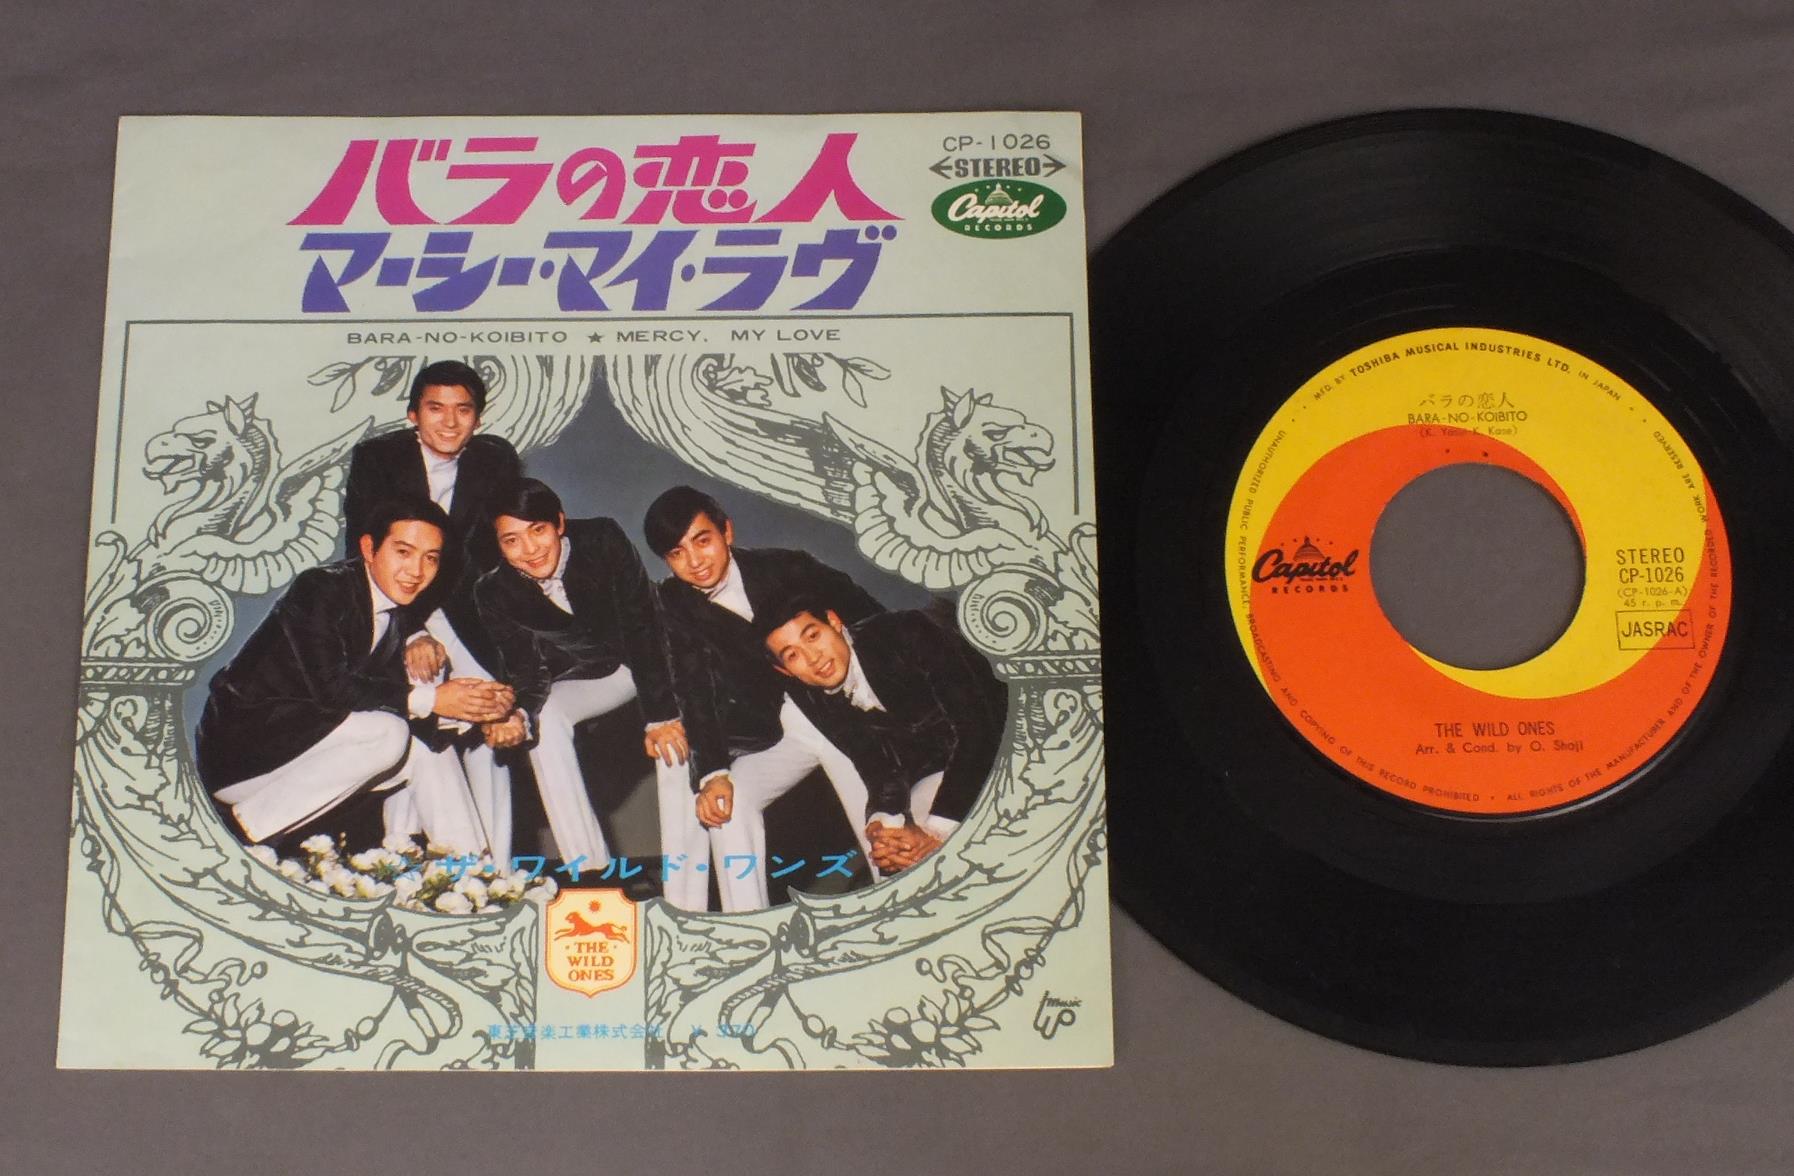 バラの恋人
マーシー・マイ・ラヴ
CP-1026
STEREO
Capitol
RECORDS
BARA-NO-KOIBITO ★ MERCY, MY LOVE
☆ザ・ワイルド・ワンズ
・THE・
WILD
ONES
東芝音楽工業株式会社 ¥ 370
music
MFD. BY TOSHIBA MUSICAL INDUSTRIES LTD. IN JAPAN •
バラの恋人
BARA-NO-KOIBITO
(K. Yasui-K. Kase)
Capitol
RECORDS
STEREO
CP-1026
(CP-1026-A)
45 r. p. m.
JASRAC
THE WILD ONES
Arr. & Cond. by O. Shoji
• UNAUTHORIZED PUBLIC PERFORMANCE, BROADCASTING AND COPYING OF THIS RECORD PROHIBITED • ALL RIGHTS OF THE MANUFACTURER AND OF THE OWNER OF THE RECORDED WORK ARE RESERVED